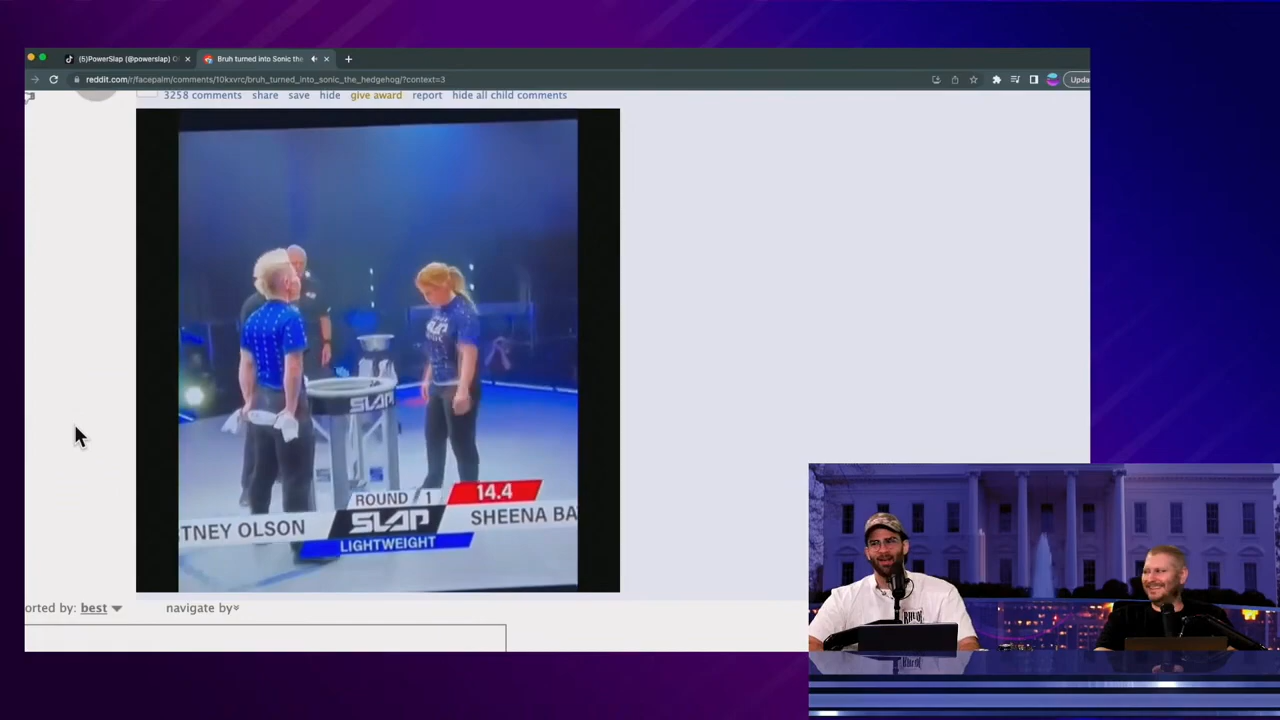 (5)PowerSlap (@powerslap) O
Bruh turned into Sonic the
reddit.com/r/facepalm/comments/10kxvrc/bruh_turned_into_sonic_the_hedgehog/?context=3
Upda
3258 comments share save hide give award report hide all child comments
SLAP
ROUND 1 14.4
TNEY OLSON SLAP SHEENA BA
LIGHTWEIGHT
orted by: best navigate by